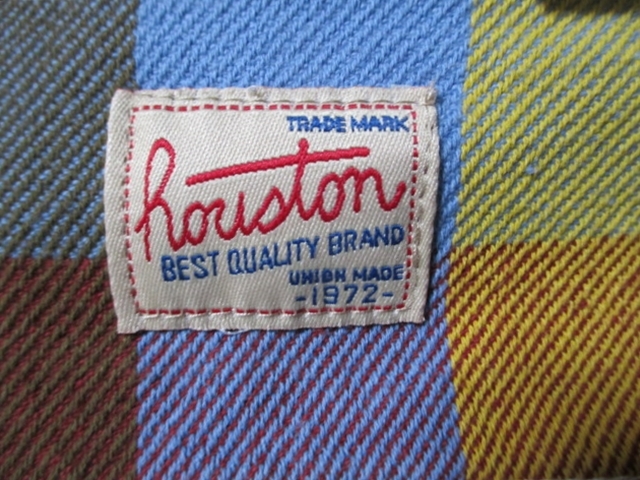 TRADE MARK
houston
BEST QUALITY BRAND
UNION MADE
-1972-